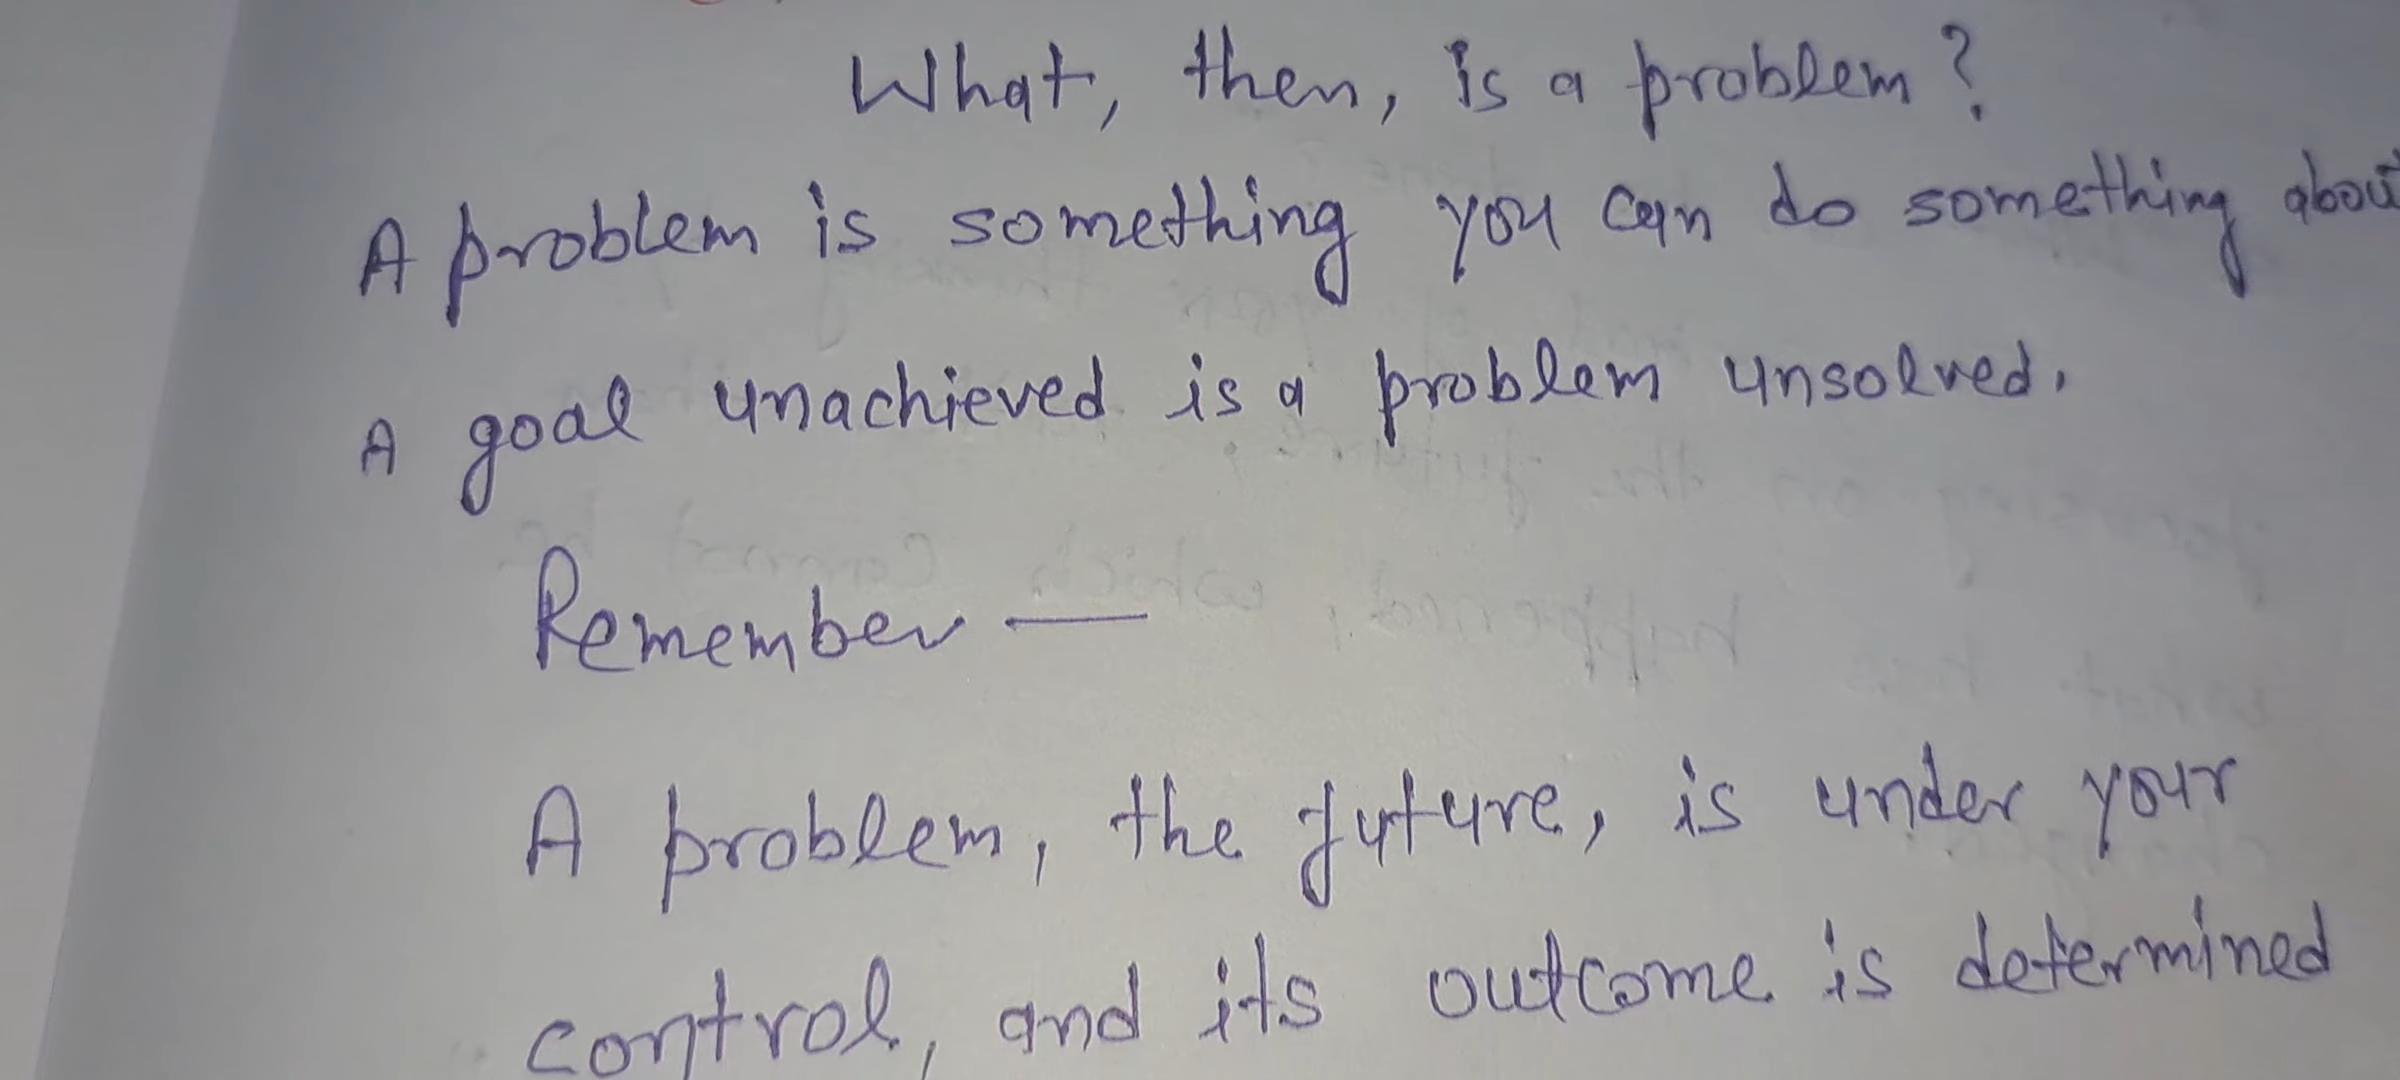 What, then, is a problem?
A problem is something you can do something about
A goal unachieved is a problem unsolved.
Remember —
A problem, the future, is under your
control, and its outcome is determined